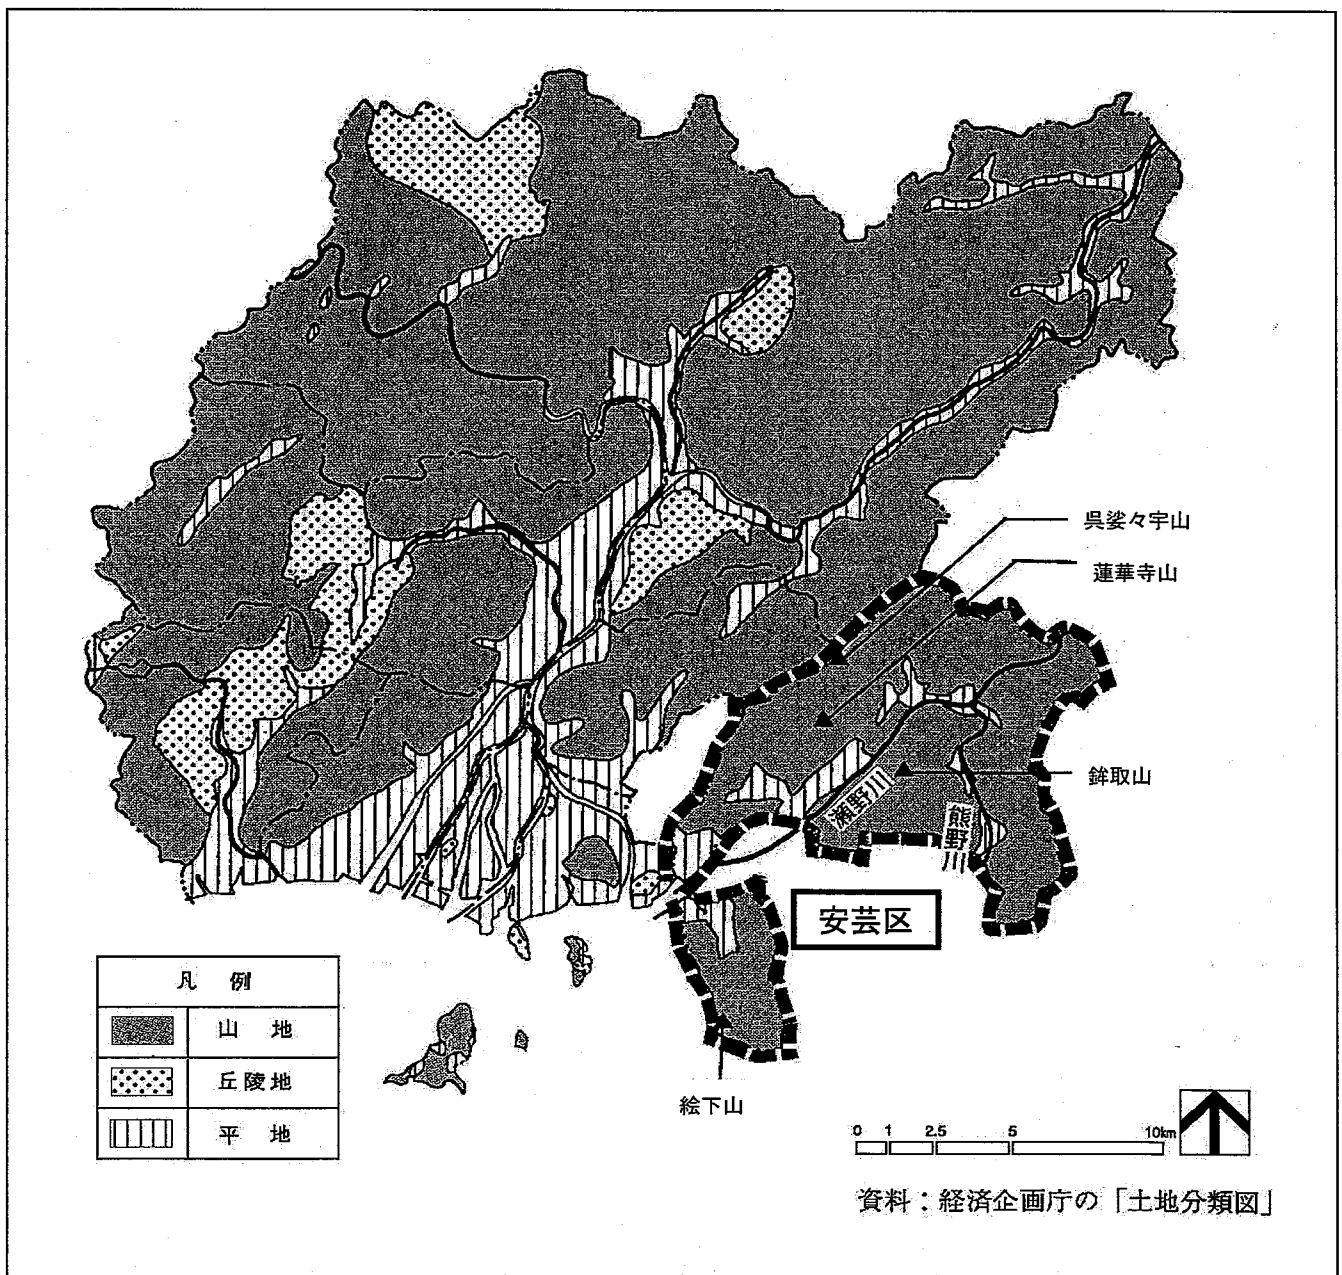 呉娑々宇山
蓮華寺山
鉾取山
瀬野川
熊野川
安芸区
凡 例
山 地
丘陵地
平 地
絵下山
0 1 2.5 5 10km
資料：経済企画庁の「土地分類図」